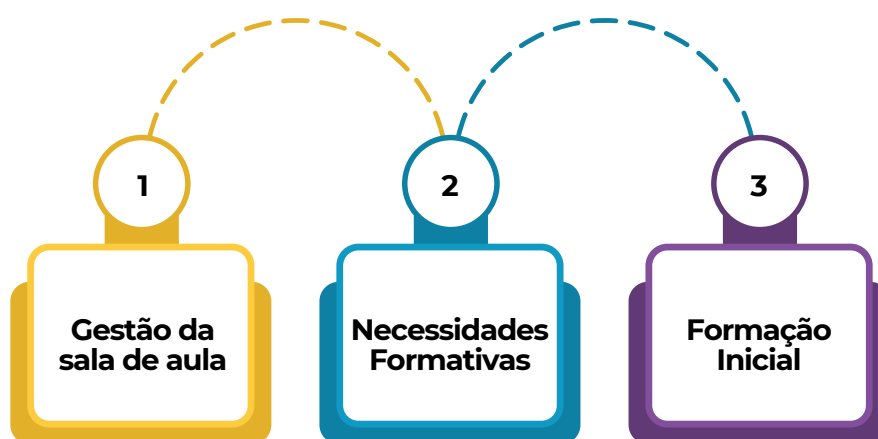 1
2
3
Gestão da
sala de aula
Necessidades
Formativas
Formação
Inicial